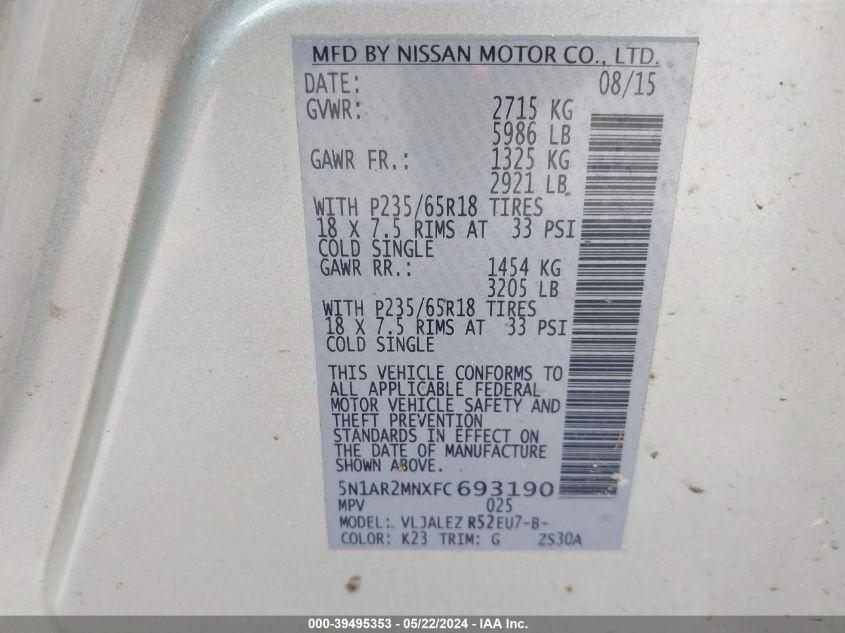 MFD BY NISSAN MOTOR CO., LTD.
DATE: 08/15
GVWR: 2715 KG
5986 LB
GAWR FR.: 1325 KG
2921 LB
WITH P235/65R18 TIRES
18 X 7.5 RIMS AT 33 PSI
COLD SINGLE
GAWR RR.: 1454 KG
3205 LB
WITH P235/65R18 TIRES
18 X 7.5 RIMS AT 33 PSI
COLD SINGLE
THIS VEHICLE CONFORMS TO
ALL APPLICABLE FEDERAL
MOTOR VEHICLE SAFETY AND
THEFT PREVENTION
STANDARDS IN EFFECT ON
THE DATE OF MANUFACTURE
SHOWN ABOVE.
5N1AR2MNXFC693190
MPV 025
MODEL: VLJALEZ R52EU7-B-
COLOR: K23 TRIM: G ZS30A
000-39495353 - 05/22/2024 - IAAI.COM